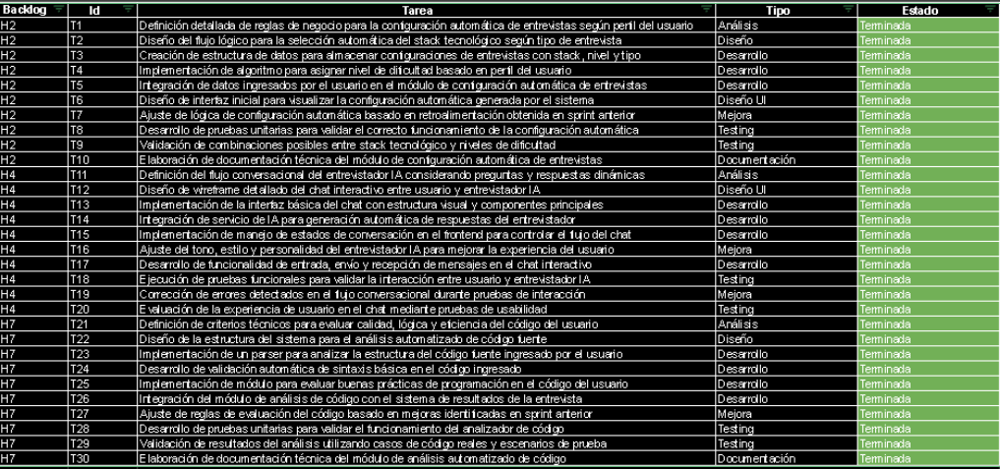 Backlog Id Tarea Tipo Estado
H2 T1 Definición detallada de reglas de negocio para la configuración automática de entrevistas según perfil del usuario Análisis Terminada
H2 T2 Diseño del flujo lógico para la selección automática del stack tecnológico según tipo de entrevista Diseño Terminada
H2 T3 Creación de estructura de datos para almacenar configuraciones de entrevistas con stack, nivel y tipo Desarrollo Terminada
H2 T4 Implementación de algoritmo para asignar nivel de dificultad basado en perfil del usuario Desarrollo Terminada
H2 T5 Integración de datos ingresados por el usuario en el módulo de configuración automática de entrevistas Desarrollo Terminada
H2 T6 Diseño de interfaz inicial para visualizar la configuración automática generada por el sistema Diseño UI Terminada
H2 T7 Ajuste de lógica de configuración automática basado en retroalimentación obtenida en sprint anterior Mejora Terminada
H2 T8 Desarrollo de pruebas unitarias para validar el correcto funcionamiento de la configuración automática Testing Terminada
H2 T9 Validación de combinaciones posibles entre stack tecnológico y niveles de dificultad Testing Terminada
H2 T10 Elaboración de documentación técnica del módulo de configuración automática de entrevistas Documentación Terminada
H4 T11 Definición del flujo conversacional del entrevistador IA considerando preguntas y respuestas dinámicas Análisis Terminada
H4 T12 Diseño de wireframe detallado del chat interactivo entre usuario y entrevistador IA Diseño UI Terminada
H4 T13 Implementación de la interfaz básica del chat con estructura visual y componentes principales Desarrollo Terminada
H4 T14 Integración de servicio de IA para generación automática de respuestas del entrevistador Desarrollo Terminada
H4 T15 Implementación de manejo de estados de conversación en el frontend para controlar el flujo del chat Desarrollo Terminada
H4 T16 Ajuste del tono, estilo y personalidad del entrevistador IA para mejorar la experiencia del usuario Mejora Terminada
H4 T17 Desarrollo de funcionalidad de entrada, envío y recepción de mensajes en el chat interactivo Desarrollo Terminada
H4 T18 Ejecución de pruebas funcionales para validar la interacción entre usuario y entrevistador IA Testing Terminada
H4 T19 Corrección de errores detectados en el flujo conversacional durante pruebas de interacción Mejora Terminada
H4 T20 Evaluación de la experiencia de usuario en el chat mediante pruebas de usabilidad Testing Terminada
H7 T21 Definición de criterios técnicos para evaluar calidad, lógica y eficiencia del código del usuario Análisis Terminada
H7 T22 Diseño de la estructura del sistema para el análisis automatizado de código fuente Diseño Terminada
H7 T23 Implementación de un parser para analizar la estructura del código fuente ingresado por el usuario Desarrollo Terminada
H7 T24 Desarrollo de validación automática de sintaxis básica en el código ingresado Desarrollo Terminada
H7 T25 Implementación de módulo para evaluar buenas prácticas de programación en el código del usuario Desarrollo Terminada
H7 T26 Integración del módulo de análisis de código con el sistema de resultados de la entrevista Desarrollo Terminada
H7 T27 Ajuste de reglas de evaluación del código basado en mejoras identificadas en sprint anterior Mejora Terminada
H7 T28 Desarrollo de pruebas unitarias para validar el funcionamiento del analizador de código Testing Terminada
H7 T29 Validación de resultados del análisis utilizando casos de código reales y escenarios de prueba Testing Terminada
H7 T30 Elaboración de documentación técnica del módulo de análisis automatizado de código Documentación Terminada